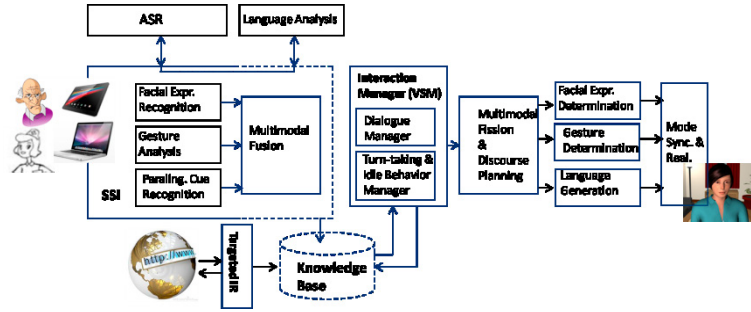 ASR
Language Analysis
Facial Expr.
Recognition
Gesture
Analysis
Paraling. Cue
Recognition
SSI
Multimodal
Fusion
Interaction
Manager (VSM)
Dialogue
Manager
Turn-taking &
Idle Behavior
Manager
Multimodal
Fission
&
Discourse
Planning
Facial Expr.
Determination
Gesture
Determination
Language
Generation
Mode
Sync. &
Real.
http://www
Targeted IR
Knowledge
Base